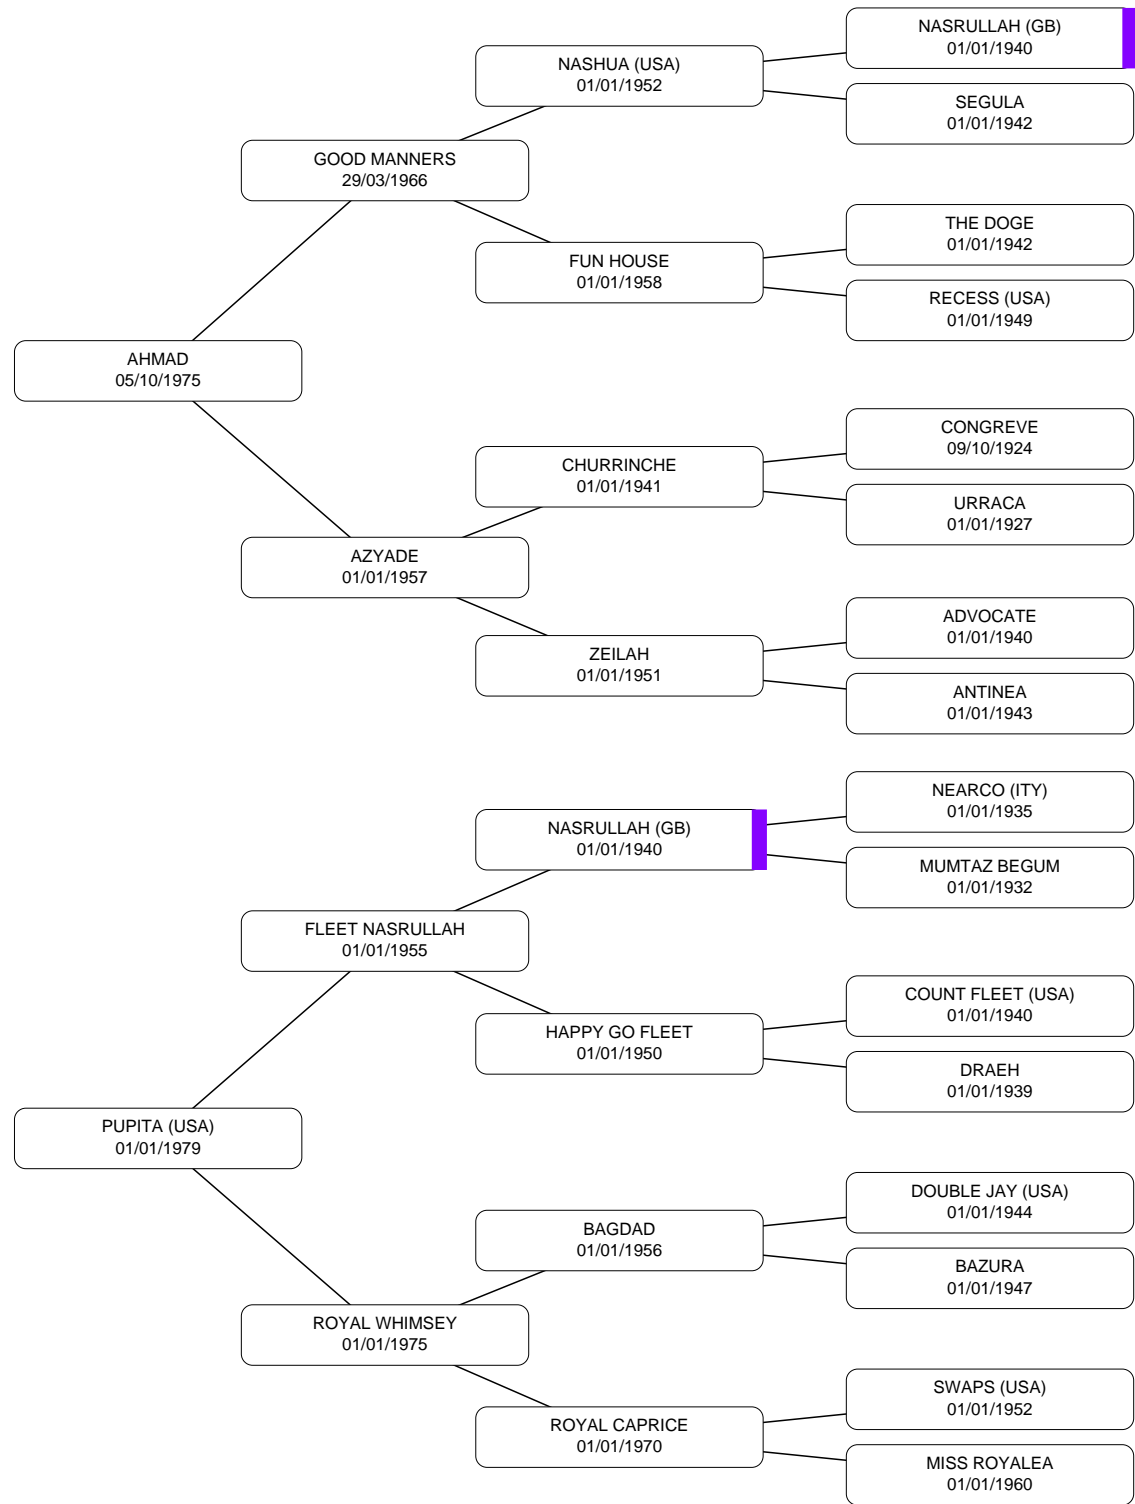 NASRULLAH (GB)
01/01/1940
NASHUA (USA)
01/01/1952
SEGULA
01/01/1942
GOOD MANNERS
29/03/1966
THE DOGE
01/01/1942
FUN HOUSE
01/01/1958
RECESS (USA)
01/01/1949
AHMAD
05/10/1975
CONGREVE
09/10/1924
CHURRINCHE
01/01/1941
URRACA
01/01/1927
AZYADE
01/01/1957
ADVOCATE
01/01/1940
ZEILAH
01/01/1951
ANTINEA
01/01/1943
NEARCO (ITY)
01/01/1935
NASRULLAH (GB)
01/01/1940
MUMTAZ BEGUM
01/01/1932
FLEET NASRULLAH
01/01/1955
COUNT FLEET (USA)
01/01/1940
HAPPY GO FLEET
01/01/1950
DRAEH
01/01/1939
PUPITA (USA)
01/01/1979
DOUBLE JAY (USA)
01/01/1944
BAGDAD
01/01/1956
BAZURA
01/01/1947
ROYAL WHIMSEY
01/01/1975
SWAPS (USA)
01/01/1952
ROYAL CAPRICE
01/01/1970
MISS ROYALEA
01/01/1960